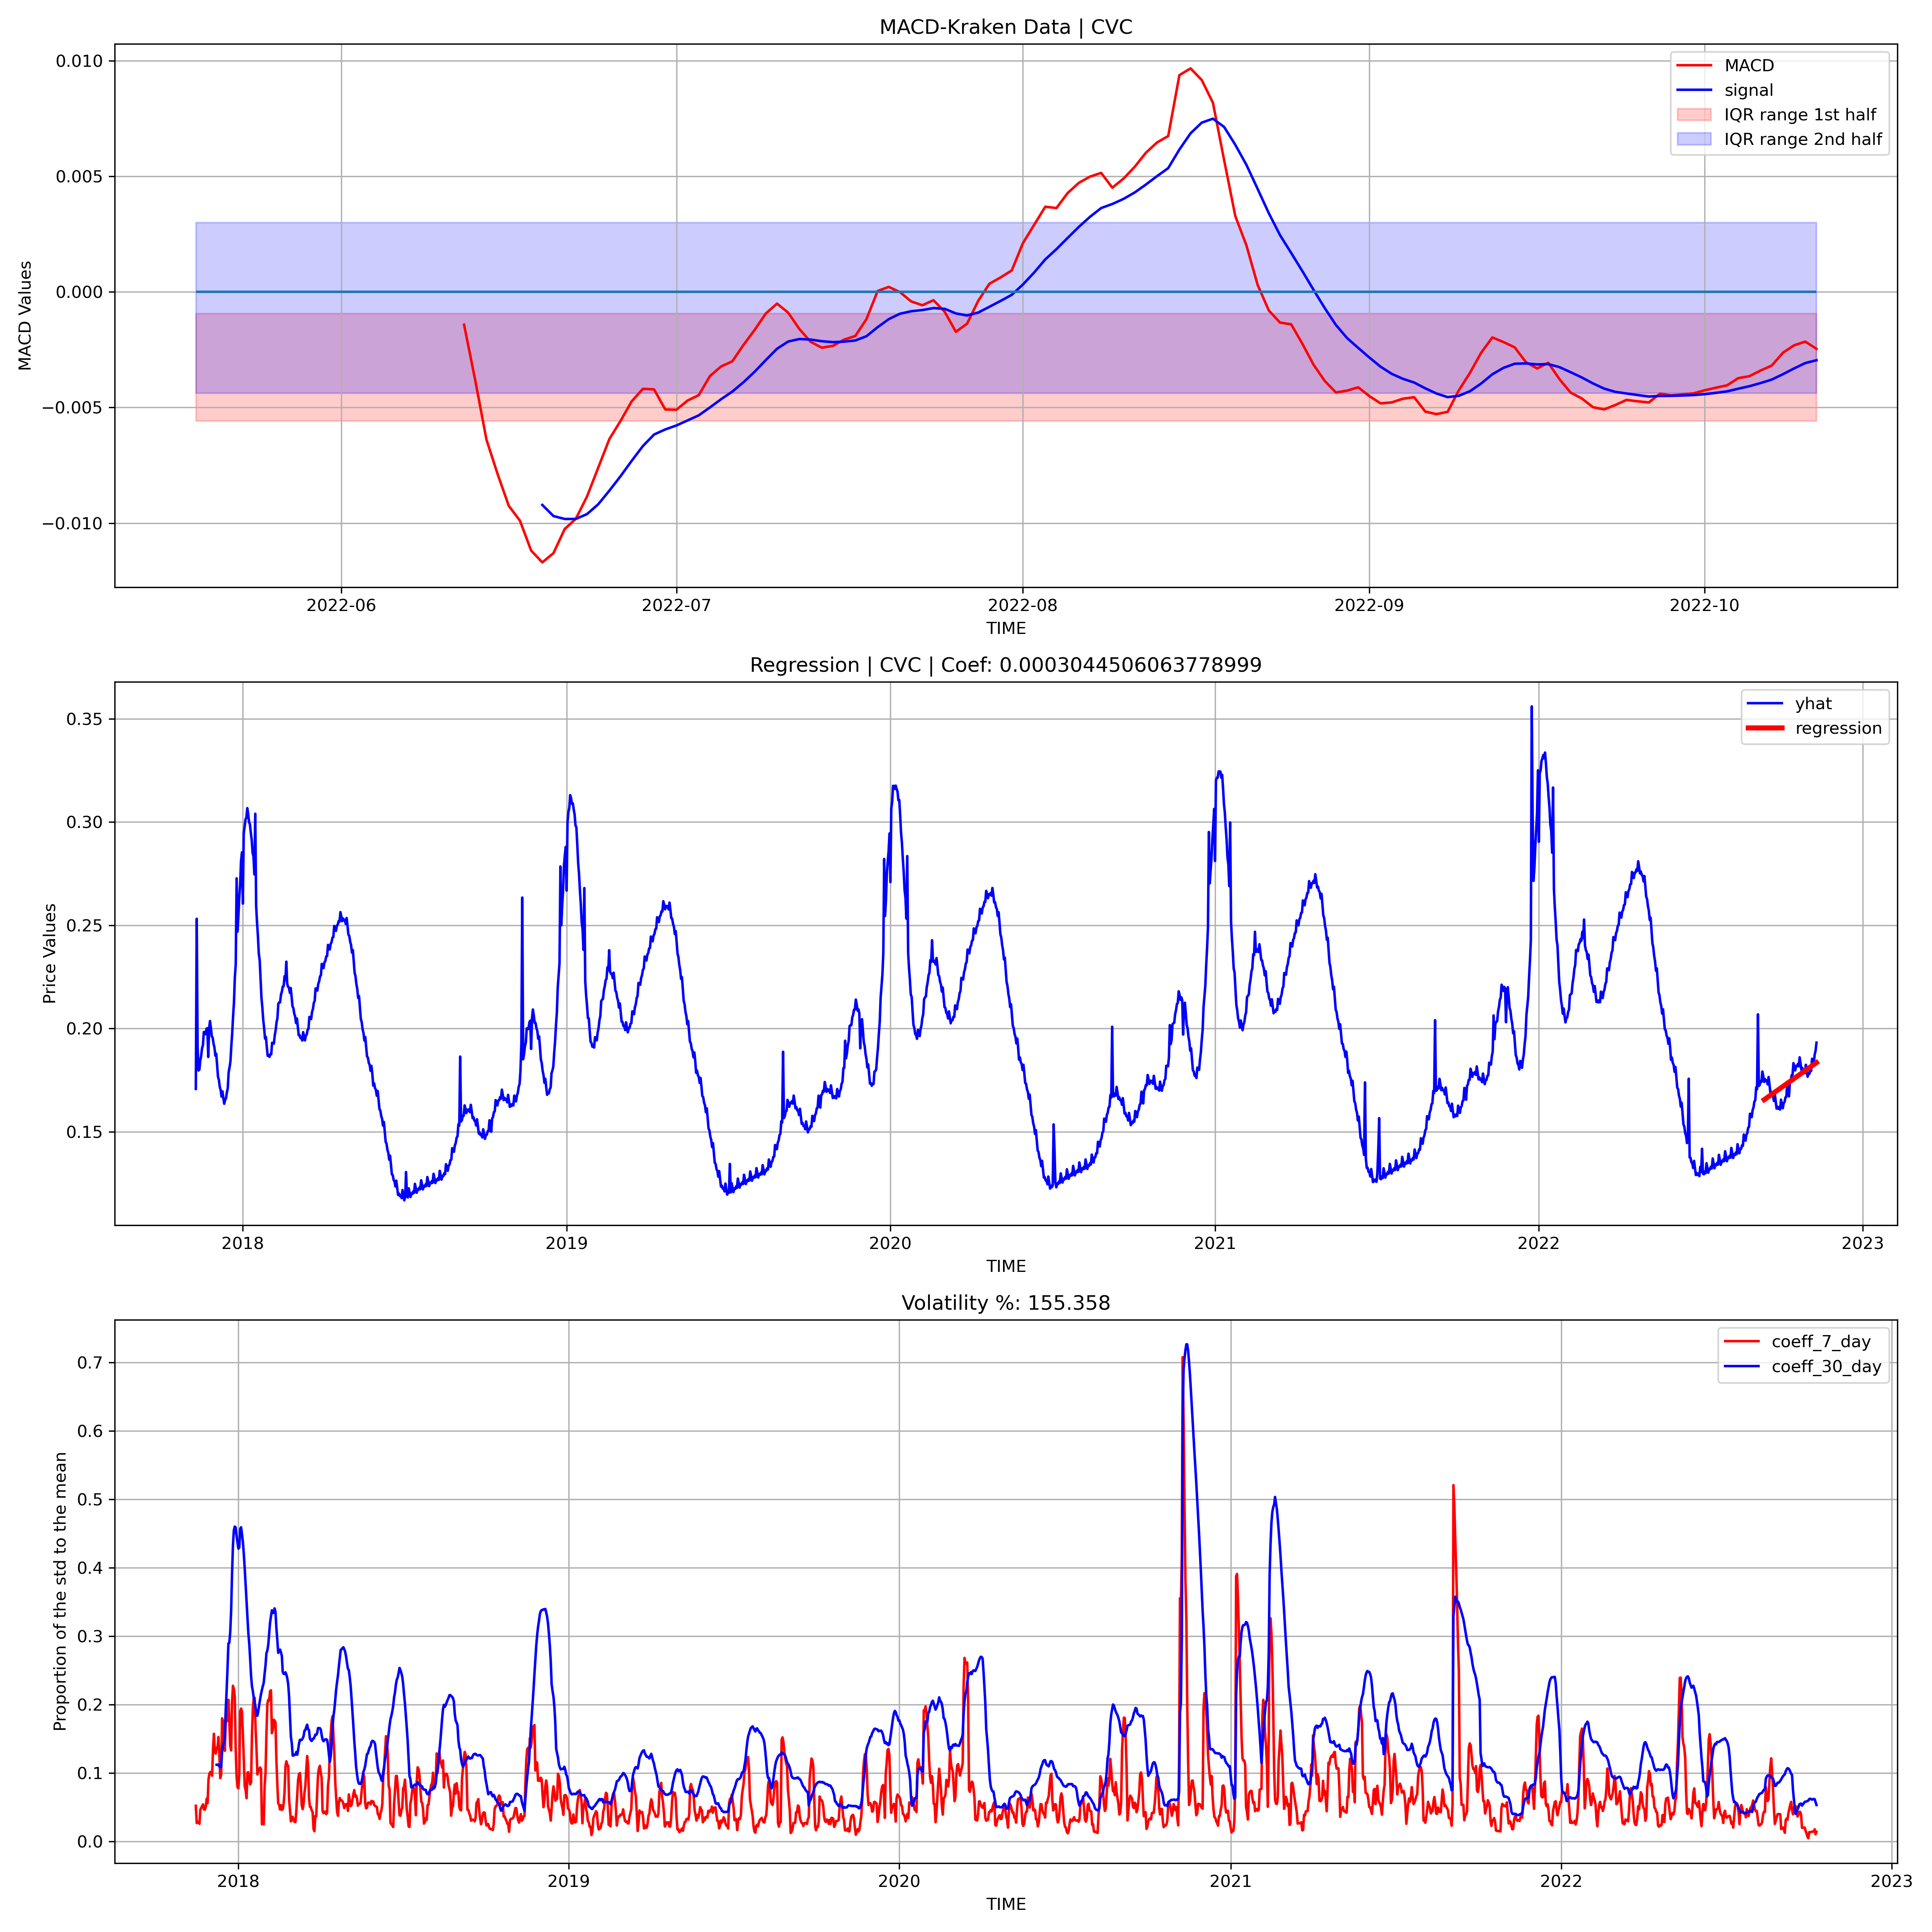 MACD-Kraken Data | CVC
MACD
signal
IQR range 1st half
IQR range 2nd half
MACD Values
0.010
0.005
0.000
−0.005
−0.010
2022-06
2022-07
2022-08
2022-09
2022-10
TIME
Regression | CVC | Coef: 0.0003044506063778999
yhat
regression
Price Values
0.35
0.30
0.25
0.20
0.15
2018
2019
2020
2021
2022
2023
TIME
Volatility %: 155.358
coeff_7_day
coeff_30_day
Proportion of the std to the mean
0.7
0.6
0.5
0.4
0.3
0.2
0.1
0.0
2018
2019
2020
2021
2022
2023
TIME